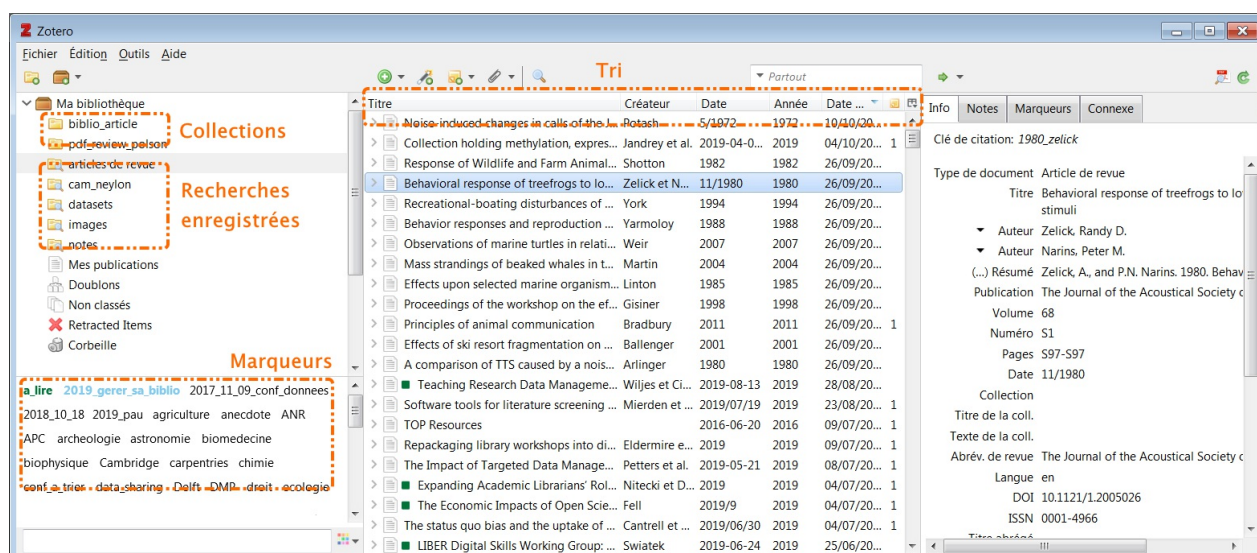 Zotero
Fichier Édition Outils Aide
Tri
Partout
Ma bibliothèque
biblio_article
pdf_review_polson
Collections
articles de revue
cam_neylon
datasets
images
notes
Recherches
enregistrées
Mes publications
Doublons
Non classés
Retracted Items
Corbeille
Marqueurs
a_lire 2019_gerer_sa_biblio 2017_11_09_conf_donnees
2018_10_18 2019_pau agriculture anecdote ANR
APC archeologie astronomie biomedecine
biophysique Cambridge carpentries chimie
conf_a_trier data_sharing Delft DMP droit ecologie
Titre Créateur Date Année Date ...
Noise-induced changes in calls of the J... Potash 5/1972 1972 10/10/20...
Collection holding methylation, expres... Jandrey et al. 2019-04-0... 2019 04/10/20... 1
Response of Wildlife and Farm Animal... Shotton 1982 1982 26/09/20...
Behavioral response of treefrogs to lo... Zelick et N... 11/1980 1980 26/09/20...
Recreational-boating disturbances of ... York 1994 1994 26/09/20...
Behavior responses and reproduction ... Yarmoloy 1988 1988 26/09/20...
Observations of marine turtles in relati... Weir 2007 2007 26/09/20...
Mass strandings of beaked whales in t... Martin 2004 2004 26/09/20...
Effects upon selected marine organism... Linton 1985 1985 26/09/20...
Proceedings of the workshop on the ef... Gisiner 1998 1998 26/09/20...
Principles of animal communication Bradbury 2011 2011 26/09/20... 1
Effects of ski resort fragmentation on ... Ballenger 2001 2001 26/09/20...
A comparison of TTS caused by a nois... Arlinger 1980 1980 26/09/20...
Teaching Research Data Manageme... Wiljes et Ci... 2019-08-13 2019 28/08/20...
Software tools for literature screening ... Mierden et ... 2019/07/19 2019 23/08/20... 1
TOP Resources 2016-06-20 2016 09/07/20... 1
Repackaging library workshops into di... Eldermire e... 2019 2019 09/07/20... 1
The Impact of Targeted Data Manage... Petters et al. 2019-05-21 2019 08/07/20... 1
Expanding Academic Librarians' Rol... Nitecki et D... 2019 2019 04/07/20... 1
The Economic Impacts of Open Scie... Fell 2019/9 2019 04/07/20... 1
The status quo bias and the uptake of ... Cantrell et ... 2019/06/30 2019 04/07/20... 1
LIBER Digital Skills Working Group: ... Swiatek 2019-06-24 2019 25/06/20...
Info Notes Marqueurs Connexe
Clé de citation: 1980_zelick
Type de document Article de revue
Titre Behavioral response of treefrogs to lo
stimuli
Auteur Zelick, Randy D.
Auteur Narins, Peter M.
(...) Résumé Zelick, A., and P.N. Narins. 1980. Behav
Publication The Journal of the Acoustical Society
Volume 68
Numéro S1
Pages S97-S97
Date 11/1980
Collection
Titre de la coll.
Texte de la coll.
Abrév. de revue The Journal of the Acoustical Society
Langue en
DOI 10.1121/1.2005026
ISSN 0001-4966
Titre abrégé